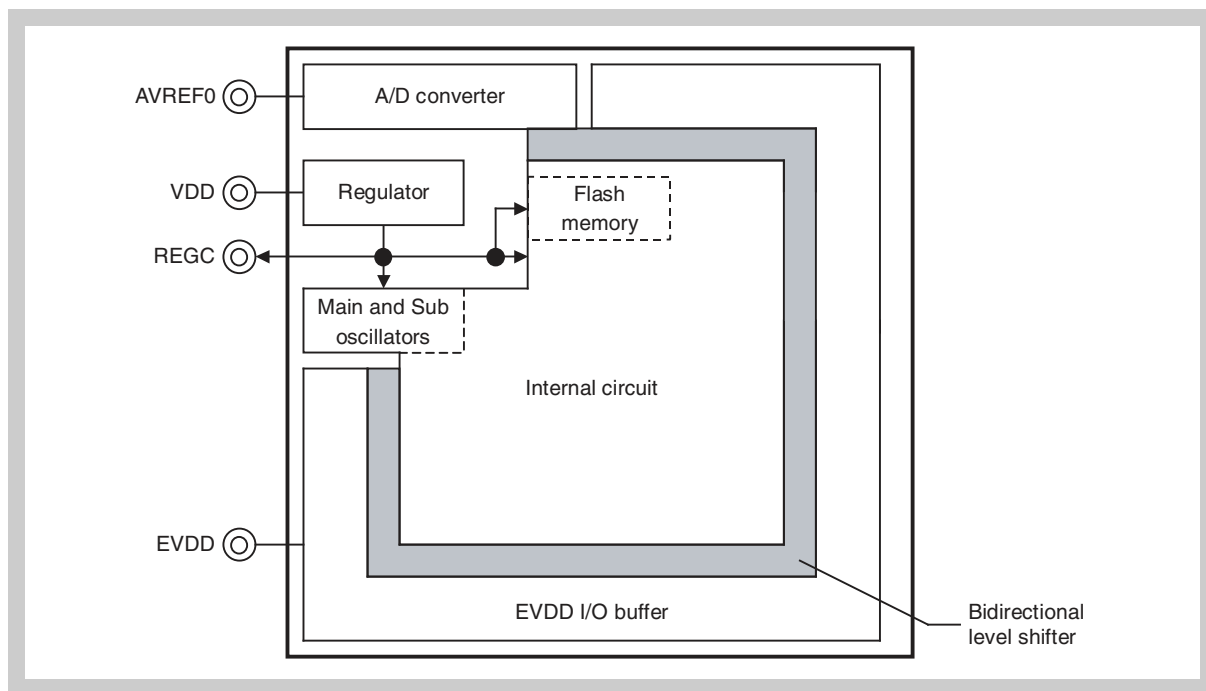 AVREF0
A/D converter
VDD
Regulator
Flash
memory
REGC
Main and Sub
oscillators
Internal circuit
EVDD
EVDD I/O buffer
Bidirectional
level shifter